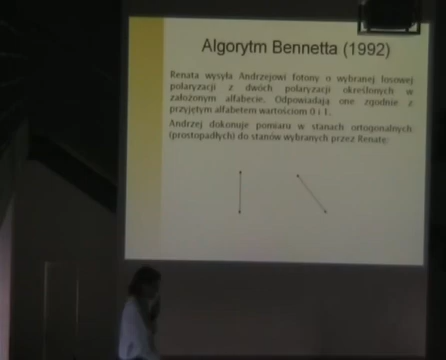 Algorytm Bennetta (1992)
Renata wysyła Andrzejowi fotony o wybranej losowej
polaryzacji z dwóch polaryzacji określonych w
założonym alfabecie. Odpowiadają one zgodnie z
przyjętym alfabetem wartościom 0 i 1.
Andrzej dokonuje pomiaru w stanach ortogonalnych
(prostopadłych) do stanów wybranych przez Renatę: